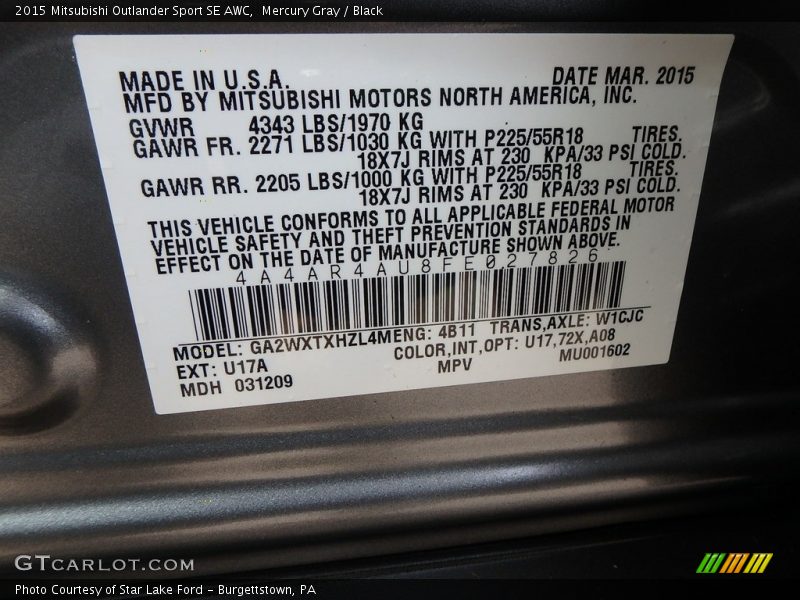 2015 Mitsubishi Outlander Sport SE AWC,  Mercury Gray / Black
MADE IN U.S.A. DATE MAR. 2015
MFD BY MITSUBISHI MOTORS NORTH AMERICA, INC.
GVWR 4343 LBS/1970 KG
GAWR FR. 2271 LBS/1030 KG WITH P225/55R18 TIRES.
18X7J RIMS AT 230 KPA/33 PSI COLD.
GAWR RR. 2205 LBS/1000 KG WITH P225/55R18 TIRES.
18X7J RIMS AT 230 KPA/33 PSI COLD.
THIS VEHICLE CONFORMS TO ALL APPLICABLE FEDERAL MOTOR
VEHICLE SAFETY AND THEFT PREVENTION STANDARDS IN
EFFECT ON THE DATE OF MANUFACTURE SHOWN ABOVE.
4A4AR4AU8FE027826
MODEL: GA2WXTXHZL4MENG: 4B11 TRANS,AXLE: W1CJC
EXT: U17A COLOR,INT,OPT: U17,72X,A08
MDH 031209 MPV MU001602
GTCARLOT.COM
Photo Courtesy of Star Lake Ford - Burgettstown, PA